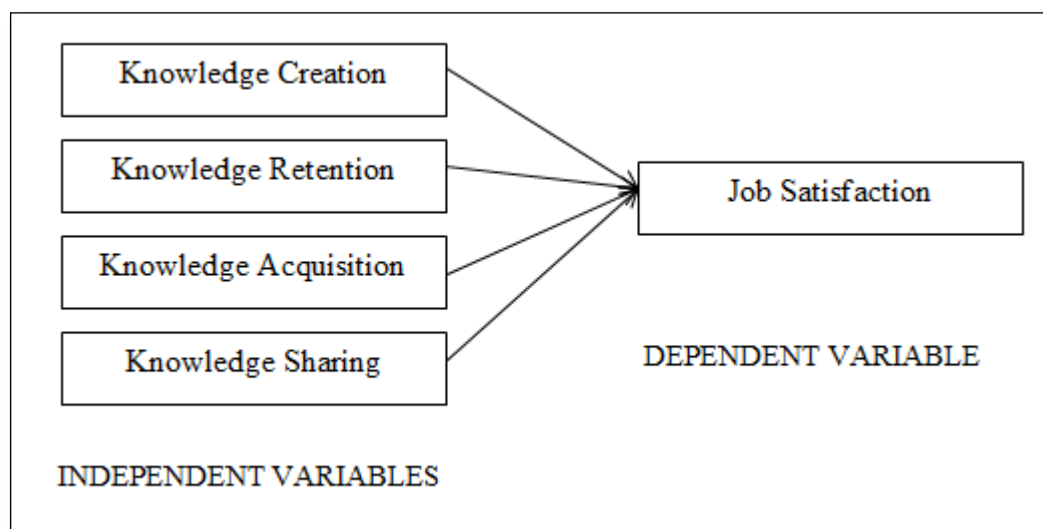 Knowledge Creation
Knowledge Retention
Knowledge Acquisition
Knowledge Sharing
INDEPENDENT VARIABLES
Job Satisfaction
DEPENDENT VARIABLE